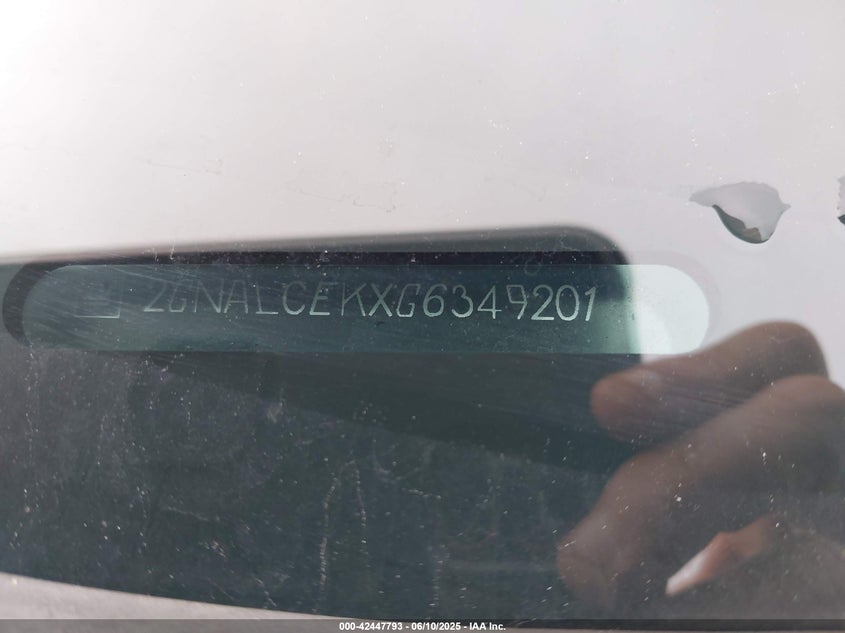 2GNALCEKXG6349201
000-42447793 - 06/10/2025 - IAA Inc.